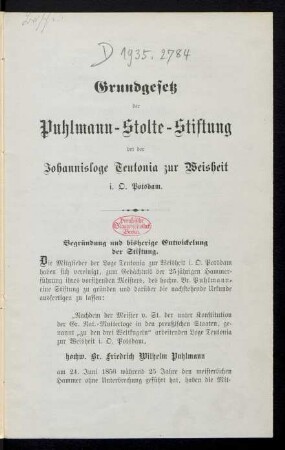 D 1935. 2784
Grundgesetz
der
Puhlmann-Stolte-Stiftung
bei der
Johannisloge Teutonia zur Weisheit
i. O. Potsdam.
Begründung und bisherige Entwickelung
der Stiftung.
Die Mitglieder der Loge Teutonia zur Weisheit i. O. Potsdam
haben sich vereinigt, zum Gedächtniß der 25jährigen Hammer-
führung ihres vorsitzenden Meisters, des hochw. Br. Puhlmann-
eine Stiftung zu gründen und darüber die nachstehende Urkunde
ausfertigen zu lassen:
„Nachdem der Meister v. St. der unter Konstitution der
Gr. Nat.-Mutterloge in den preußischen Staaten, ge-
nannt „zu den drei Weltkugeln“ arbeitenden Loge Teutonia
zur Weisheit i. O. Potsdam,
hochw. Br. Friedrich Wilhelm Puhlmann
am 24. Juni 1850 während 25 Jahre den meisterlichen
Hammer ohne Unterbrechung geführt hat, haben die Mit-